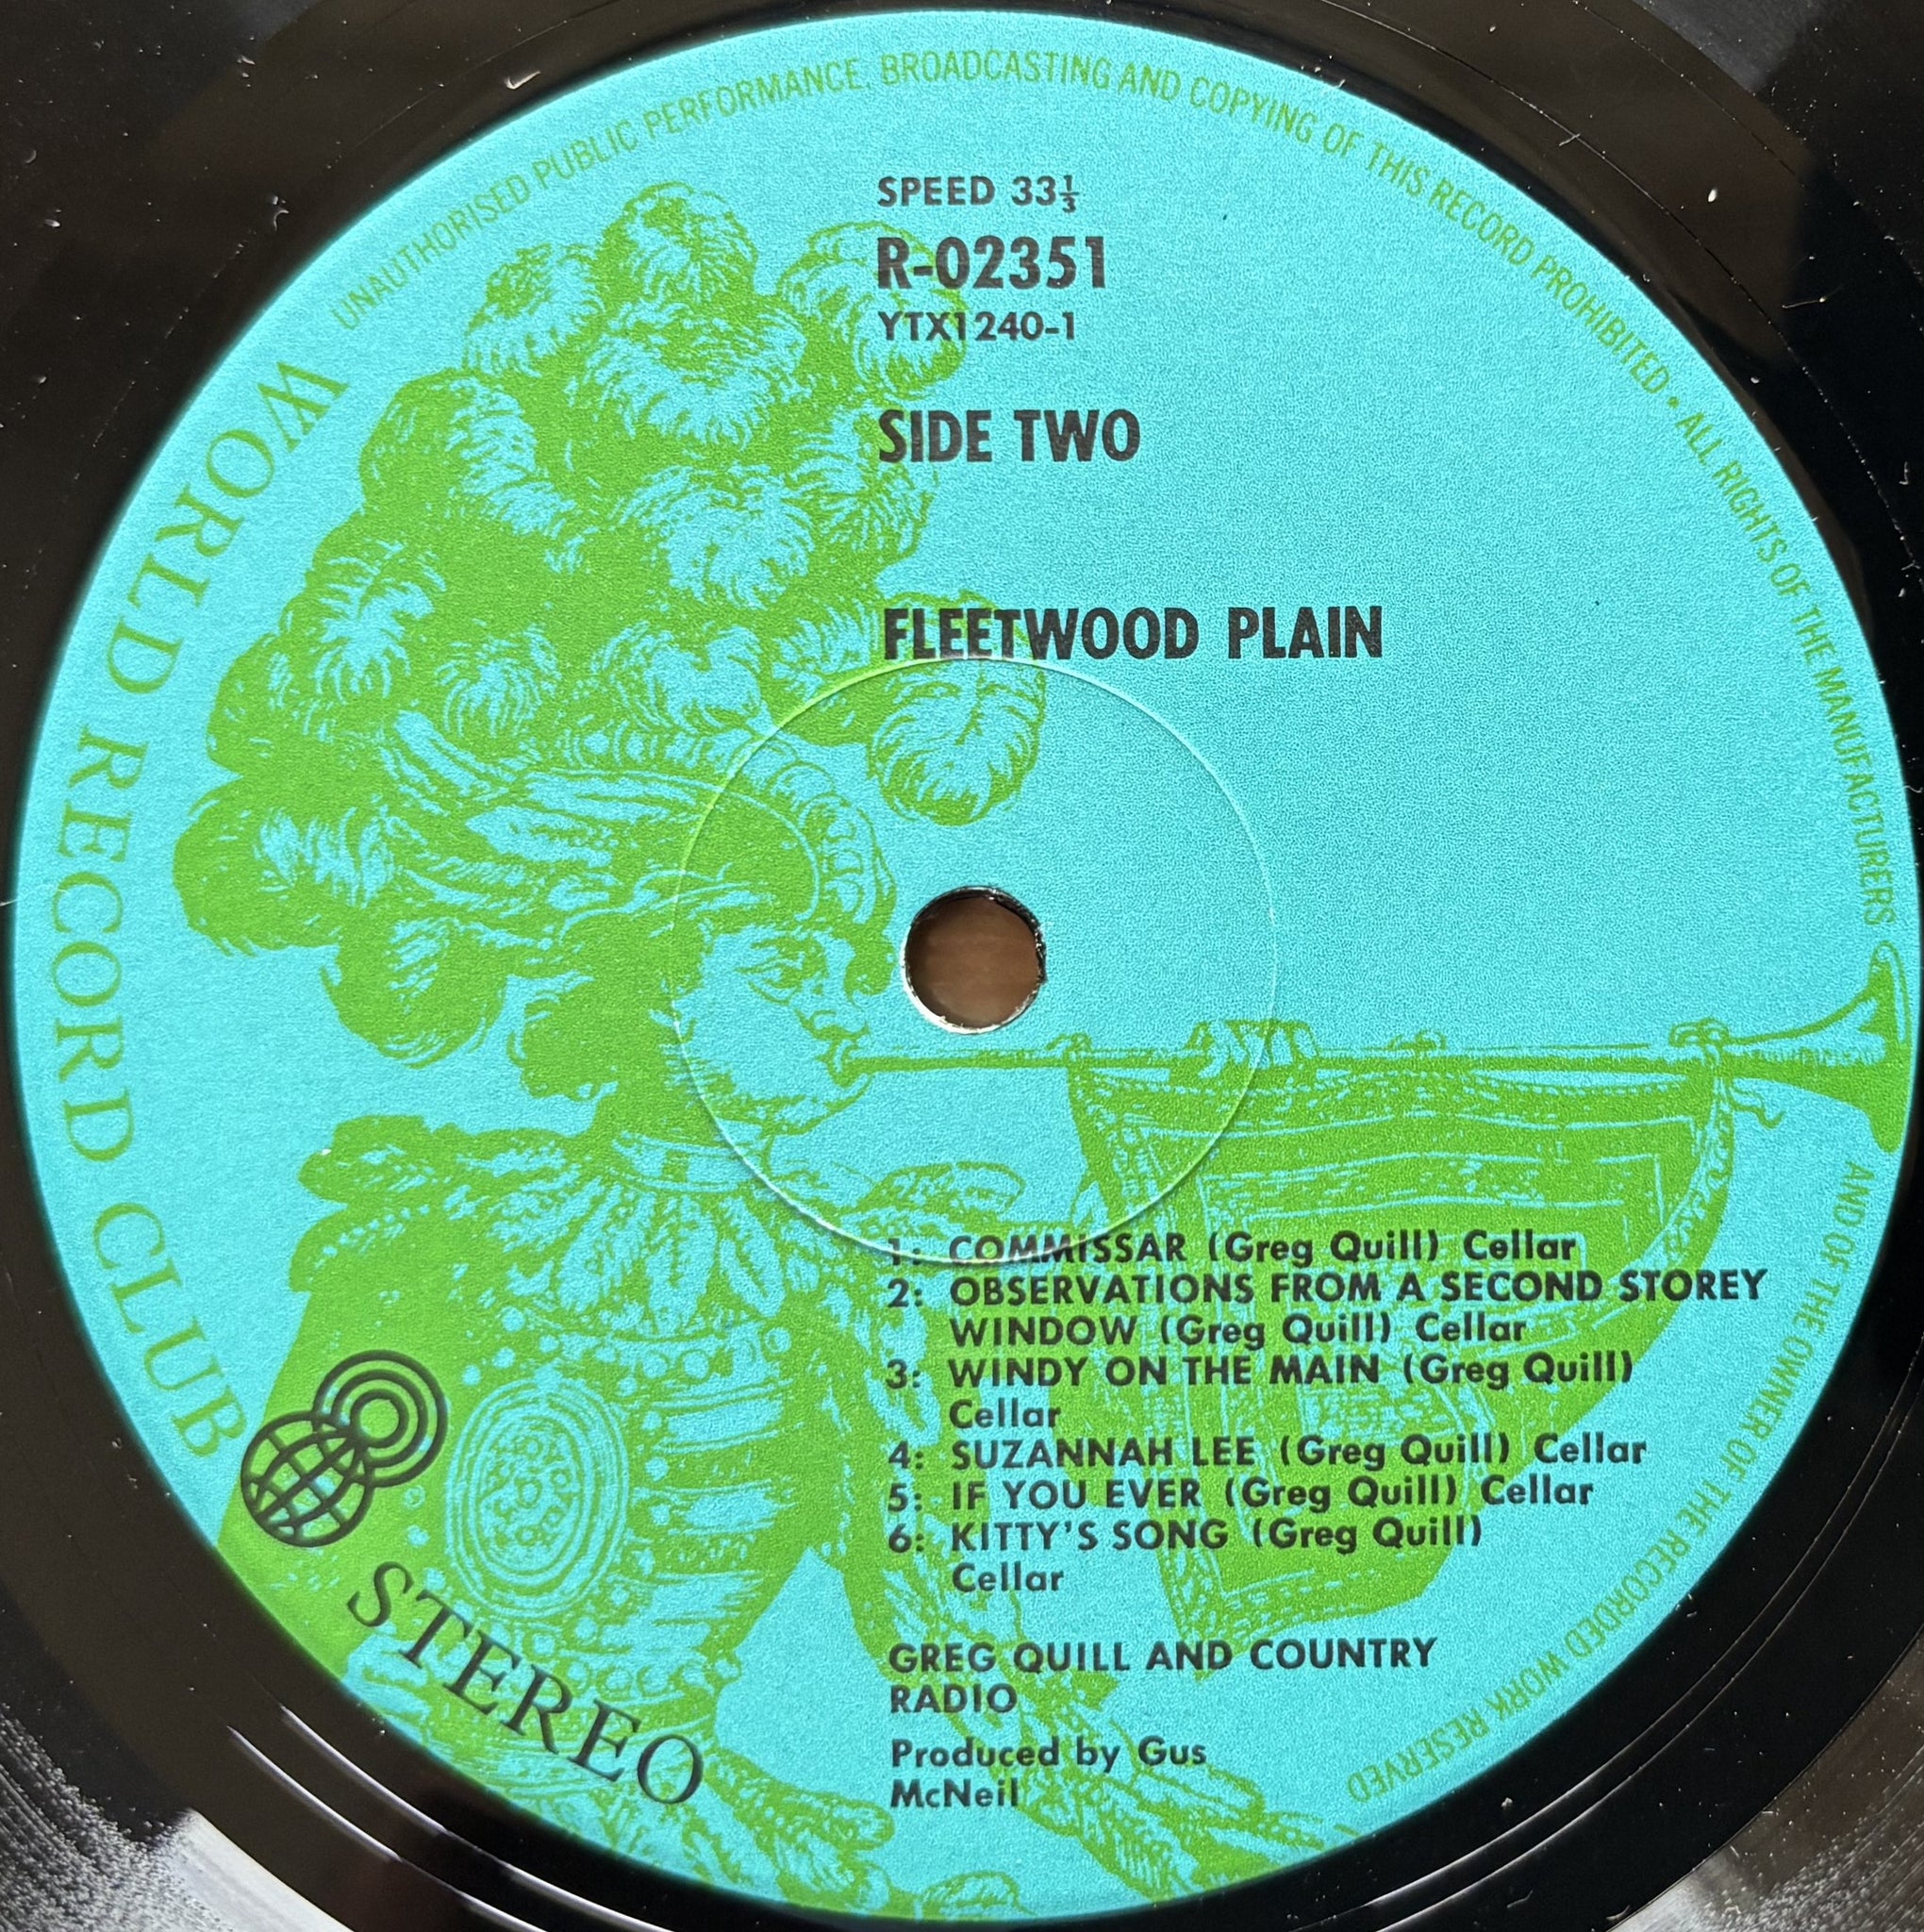 UNAUTHORISED PUBLIC PERFORMANCE, BROADCASTING AND COPYING OF THIS RECORD PROHIBITED • ALL RIGHTS OF THE MANUFACTURERS AND OF THE OWNER OF THE RECORDED WORK RESERVED
WORLD RECORD CLUB
SPEED 33⅓
R-02351
YTX1240-1
SIDE TWO
FLEETWOOD PLAIN
1: COMMISSAR (Greg Quill) Cellar
2: OBSERVATIONS FROM A SECOND STOREY
WINDOW (Greg Quill) Cellar
3: WINDY ON THE MAIN (Greg Quill)
Cellar
4: SUZANNAH LEE (Greg Quill) Cellar
5: IF YOU EVER (Greg Quill) Cellar
6: KITTY'S SONG (Greg Quill)
Cellar
GREG QUILL AND COUNTRY
RADIO
Produced by Gus
McNeil
STEREO